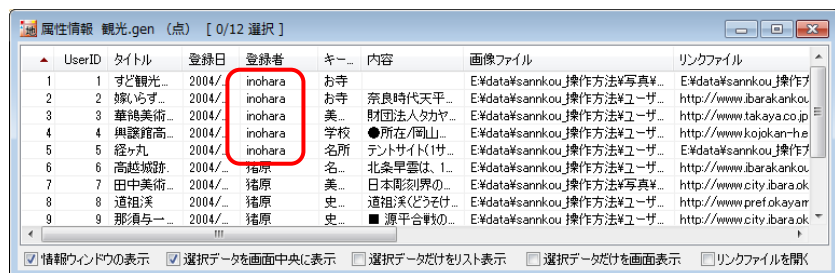 属性情報 観光.gen （点） [ 0/12 選択 ]
UserID タイトル 登録日 登録者 キー... 内容 画像ファイル リンクファイル
1 1 すど観光... 2004/... inohara お寺 E:¥data¥sannkou_操作方法¥写真¥... E:¥data¥sannkou_操作方
2 2 嫁いらず... 2004/... inohara お寺 奈良時代天平... E:¥data¥sannkou_操作方法¥ユーザ... http://www.ibarakankou
3 3 華鴒美術... 2004/... inohara 美... 財団法人タカヤ... E:¥data¥sannkou_操作方法¥ユーザ... http://www.takaya.co.jp
4 4 興譲館高... 2004/... inohara 学校 ●所在/岡山... E:¥data¥sannkou_操作方法¥ユーザ... http://www.kojokan-h.e
5 5 経ヶ丸 2004/... inohara 名所 テントサイト(1サ... E:¥data¥sannkou_操作方法¥ユーザ... E:¥data¥sannkou_操作方
6 6 高越城跡. 2004/... 猪原 名... 北条早雲は、1... E:¥data¥sannkou_操作方法¥ユーザ... http://www.ibarakankou
7 7 田中美術... 2004/... 猪原 美... 日本彫刻界の... E:¥data¥sannkou_操作方法¥写真¥... http://www.city.ibara.ok
8 8 道祖渓 2004/... 猪原 史... 道祖渓(どうそけ... E:¥data¥sannkou_操作方法¥ユーザ... http://www.pref.okayam
9 9 那須与一... 2004/... 猪原 史... ■ 源平合戦の... E:¥data¥sannkou_操作方法¥ユーザ... http://www.city.ibara.ok
情報ウィンドウの表示 選択データを画面中央に表示 選択データだけをリスト表示 選択データだけを画面表示 リンクファイルを開く